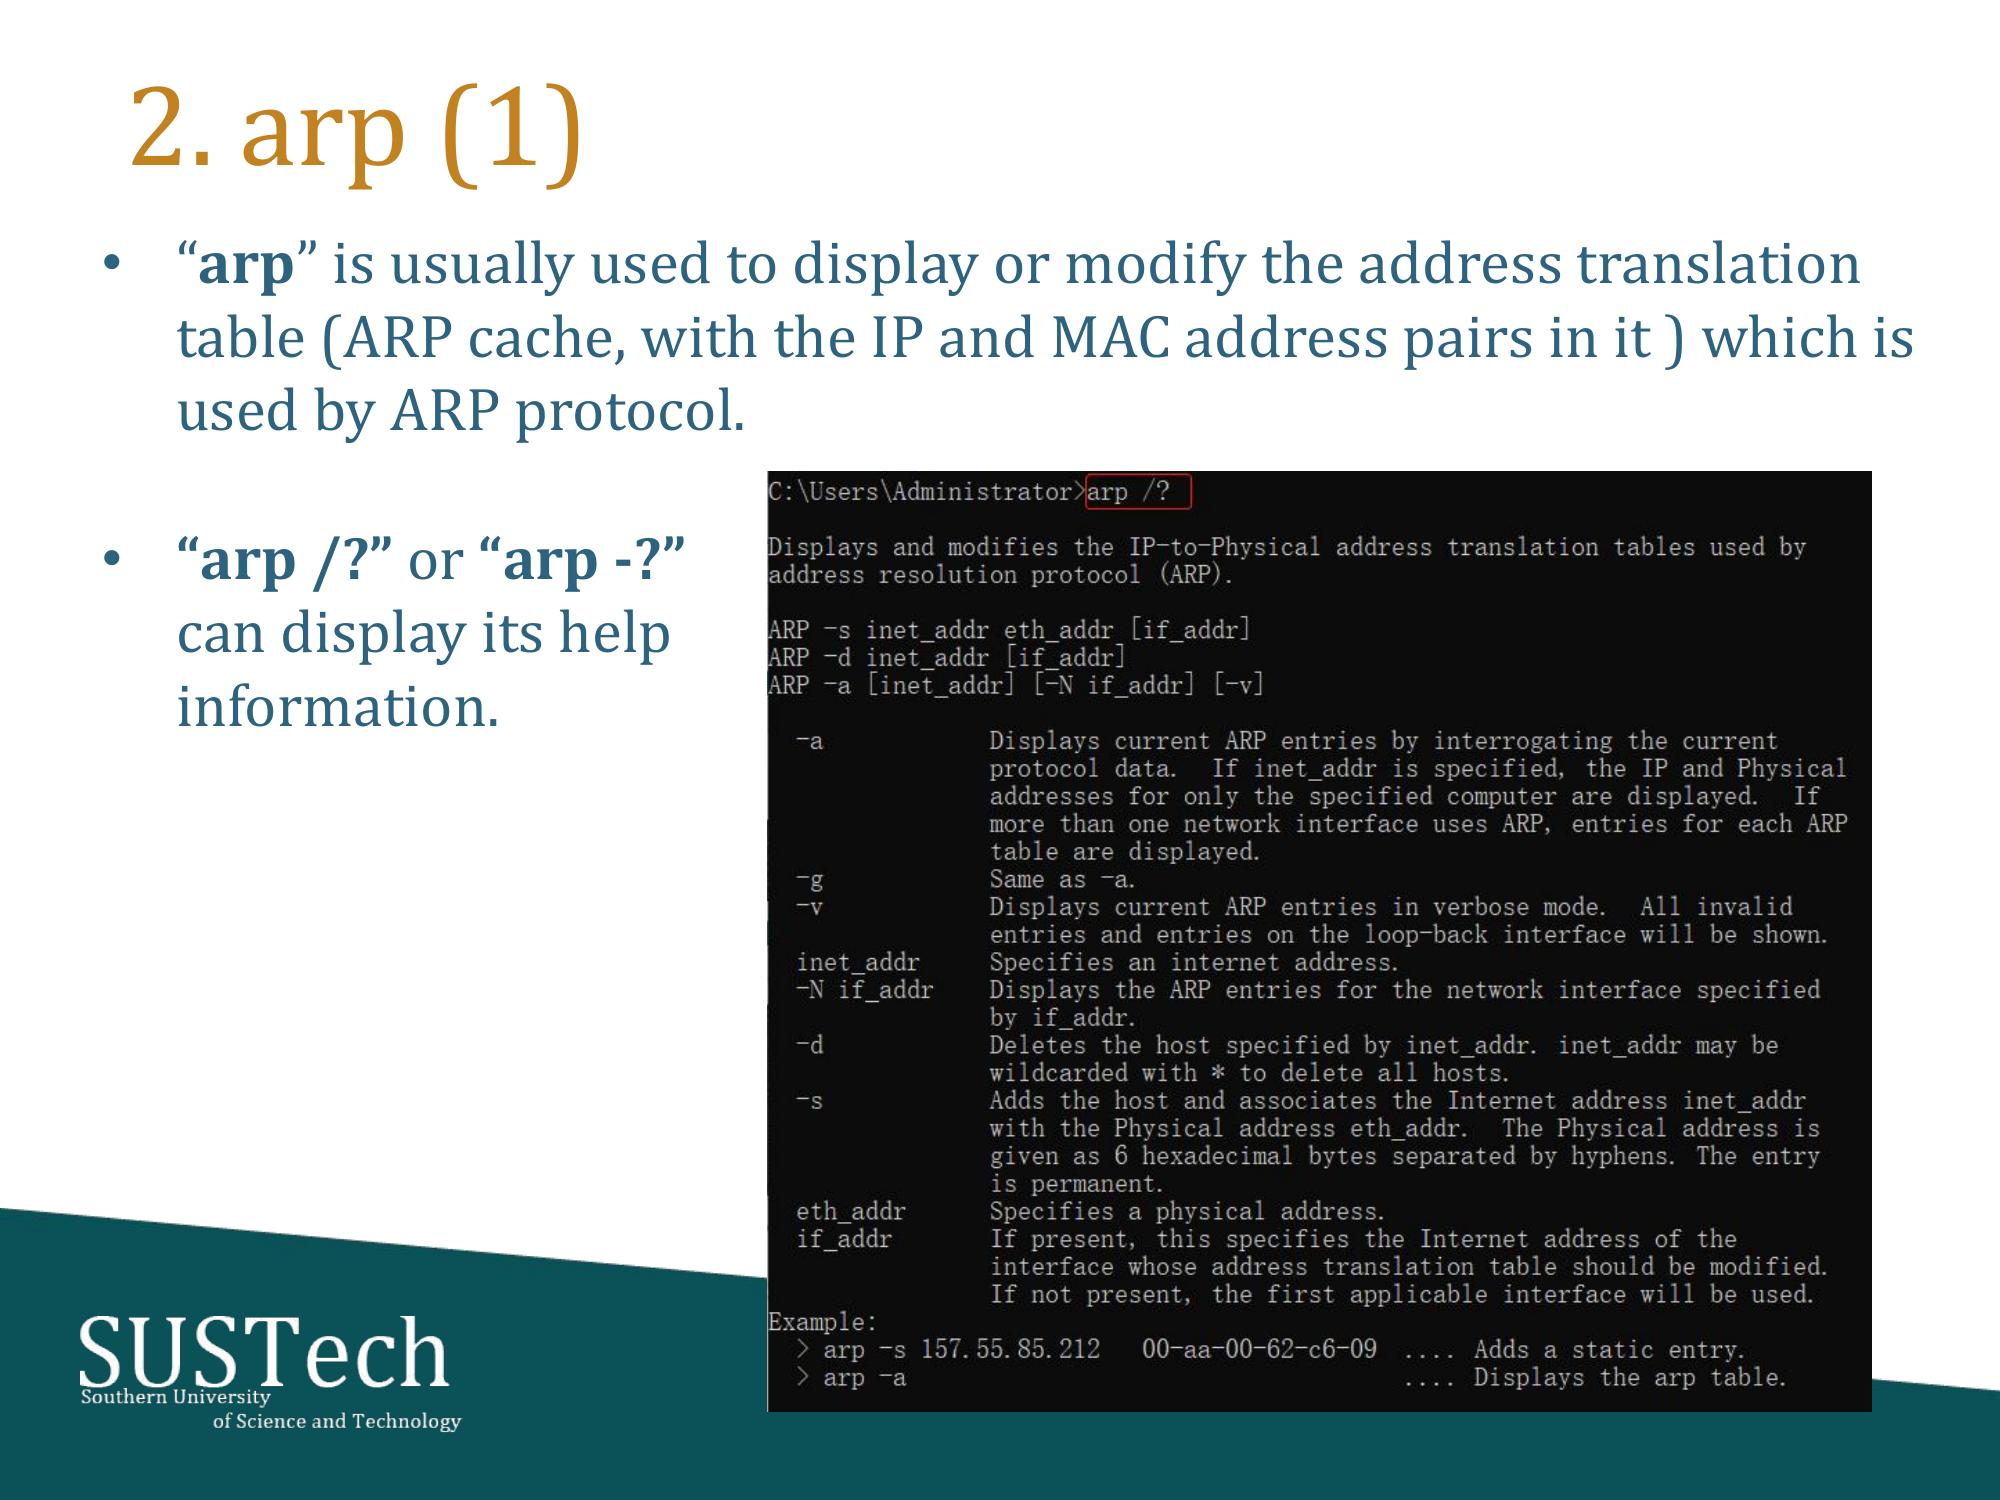 2. arp (1)
• “arp” is usually used to display or modify the address translation
table (ARP cache, with the IP and MAC address pairs in it ) which is
used by ARP protocol.
• “arp /?” or “arp -?”
can display its help
information.
C:\Users\Administrator>arp /?
Displays and modifies the IP-to-Physical address translation tables used by
address resolution protocol (ARP).
ARP -s inet_addr eth_addr [if_addr]
ARP -d inet_addr [if_addr]
ARP -a [inet_addr] [-N if_addr] [-v]
-a Displays current ARP entries by interrogating the current
protocol data. If inet_addr is specified, the IP and Physical
addresses for only the specified computer are displayed. If
more than one network interface uses ARP, entries for each ARP
table are displayed.
-g Same as -a.
-v Displays current ARP entries in verbose mode. All invalid
entries and entries on the loop-back interface will be shown.
inet_addr Specifies an internet address.
-N if_addr Displays the ARP entries for the network interface specified
by if_addr.
-d Deletes the host specified by inet_addr. inet_addr may be
wildcarded with * to delete all hosts.
-s Adds the host and associates the Internet address inet_addr
with the Physical address eth_addr. The Physical address is
given as 6 hexadecimal bytes separated by hyphens. The entry
is permanent.
eth_addr Specifies a physical address.
if_addr If present, this specifies the Internet address of the
interface whose address translation table should be modified.
If not present, the first applicable interface will be used.
Example:
> arp -s 157.55.85.212 00-aa-00-62-c6-09 .... Adds a static entry.
> arp -a .... Displays the arp table.
SUSTech
Southern University
of Science and Technology